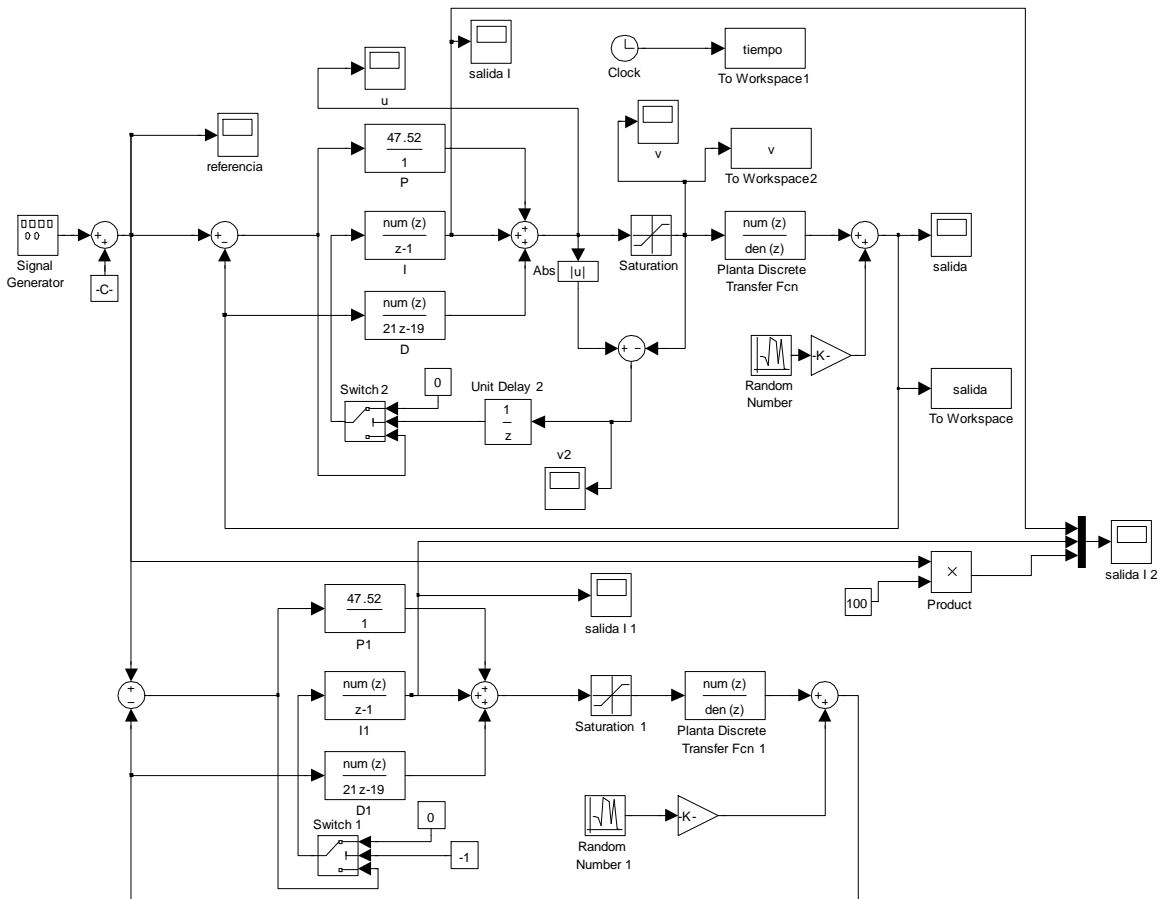 tiempo
Clock
To Workspace1
salida I
u
v
v
To Workspace2
referencia
47.52
1
P
Signal
Generator
+
+
-C-
+
−
num (z)
z-1
I
+
+
+
Abs
|u|
Saturation
num (z)
den (z)
Planta Discrete
Transfer Fcn
+
+
salida
num (z)
21 z-19
D
+
−
Random
Number
-K-
salida
To Workspace
Switch 2
0
Unit Delay 2
1
z
v2
salida I 2
×
Product
100
47.52
1
P1
salida I 1
+
−
num (z)
z-1
I1
+
+
+
Saturation 1
num (z)
den (z)
Planta Discrete
Transfer Fcn 1
+
+
num (z)
21 z-19
D1
Switch 1
0
-1
Random
Number 1
-K-